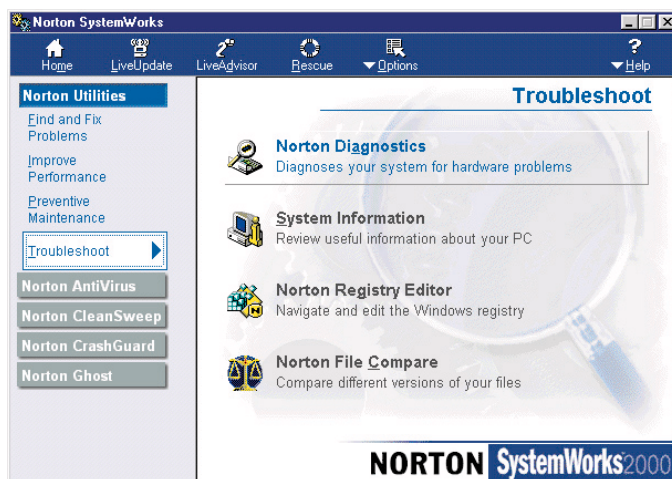 Norton SystemWorks
Home LiveUpdate LiveAdvisor Rescue Options Help
Norton Utilities
Find and Fix
Problems
Improve
Performance
Preventive
Maintenance
Troubleshoot
Norton AntiVirus
Norton CleanSweep
Norton CrashGuard
Norton Ghost
Troubleshoot
Norton Diagnostics
Diagnoses your system for hardware problems
System Information
Review useful information about your PC
Norton Registry Editor
Navigate and edit the Windows registry
Norton File Compare
Compare different versions of your files
NORTON SystemWorks2000